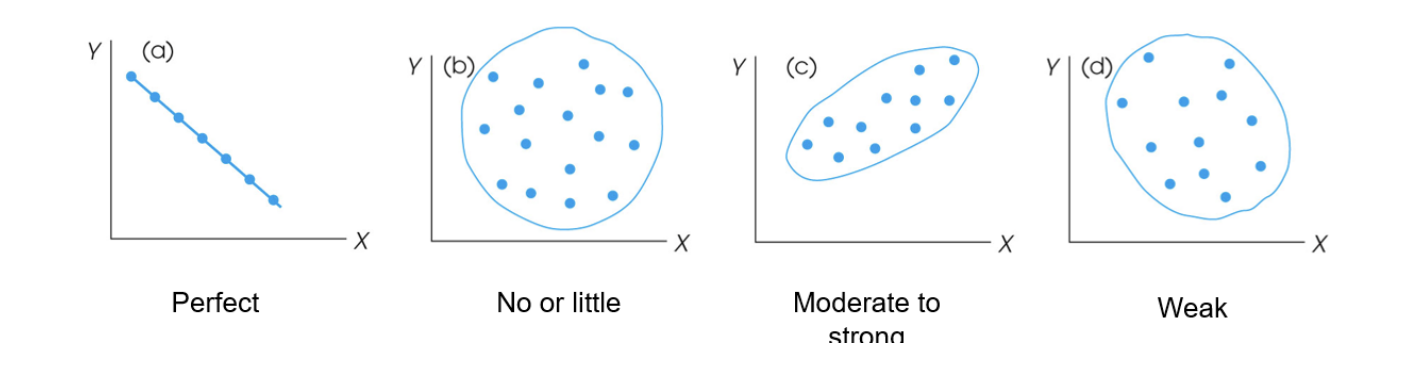 Y (a)
X
Perfect
Y (b)
X
No or little
Y (c)
X
Moderate to
strong
Y (d)
X
Weak